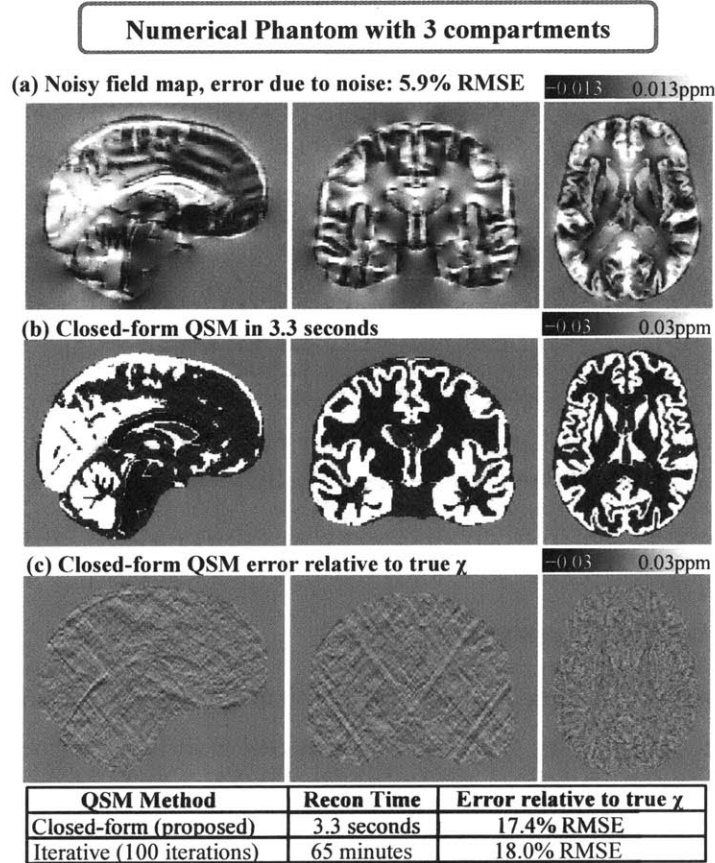 Numerical Phantom with 3 compartments
(a) Noisy field map, error due to noise: 5.9% RMSE
−0.013 0.013ppm
(b) Closed-form QSM in 3.3 seconds
−0.03 0.03ppm
(c) Closed-form QSM error relative to true χ
−0.03 0.03ppm
QSM Method Recon Time Error relative to true χ
Closed-form (proposed) 3.3 seconds 17.4% RMSE
Iterative (100 iterations) 65 minutes 18.0% RMSE